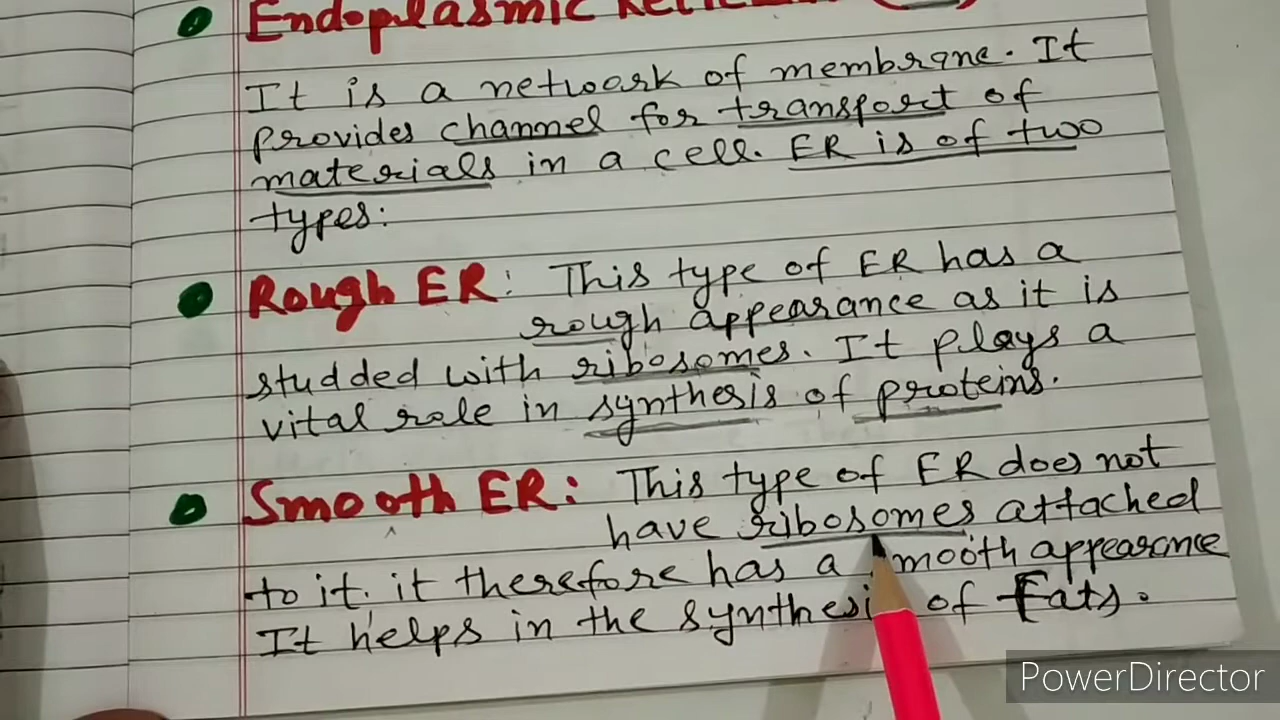 Endoplasmic
It is a network of membrane. It
provides channel for transport of
materials in a cell. ER is of two
types:
Rough ER: This type of ER has a
rough appearance as it is
studded with ribosomes. It plays a
vital role in synthesis of proteins.
Smooth ER: This type of ER does not
have ribosomes attached
to it. it therefore has a smooth appearance
It helps in the synthesis of Fats.
PowerDirector